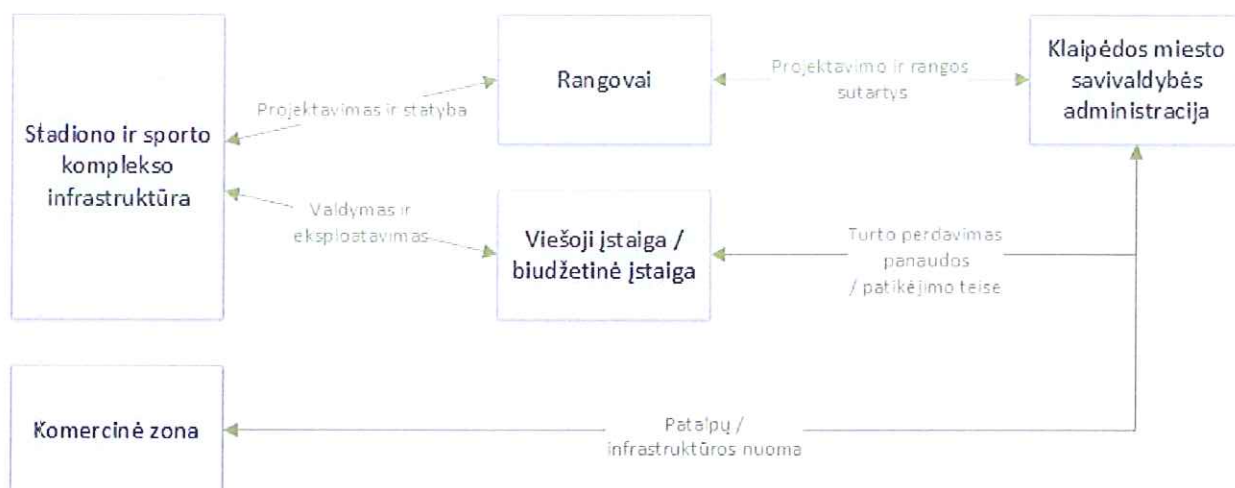 Stadiono ir sporto
komplekso
infrastruktūra
Projektavimas ir statyba
Rangovai
Projektavimo ir rangos
sutartys
Klaipėdos miesto
savivaldybės
administracija
Valdymas ir
eksploatavimas
Viešoji įstaiga /
biudžetinė įstaiga
Turto perdavimas
panaudos
/ patikėjimo teise
Komercinė zona
Patalpų /
infrastruktūros nuoma